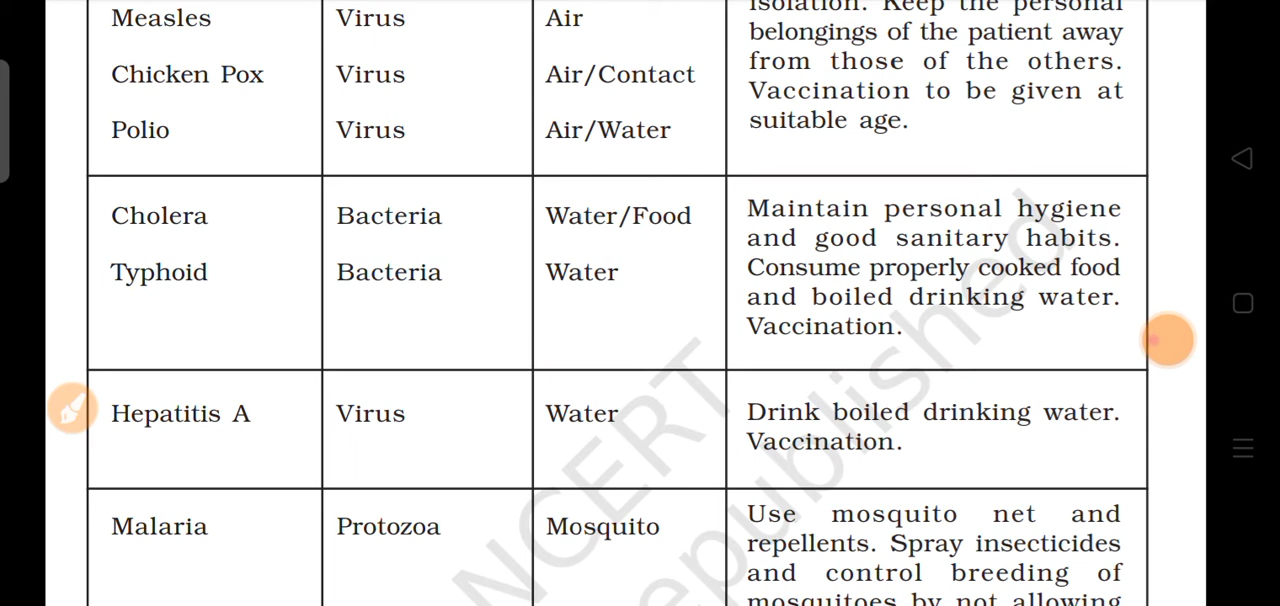 Measles Virus Air isolation. Keep the personal
belongings of the patient away
from those of the others.
Chicken Pox Virus Air/Contact
Vaccination to be given at
suitable age.
Polio Virus Air/Water
Cholera Bacteria Water/Food Maintain personal hygiene
and good sanitary habits.
Typhoid Bacteria Water Consume properly cooked food
and boiled drinking water.
Vaccination.
Hepatitis A Virus Water Drink boiled drinking water.
Vaccination.
Malaria Protozoa Mosquito Use mosquito net and
repellents. Spray insecticides
and control breeding of
mosquitoes by not allowing
NCERT
republished